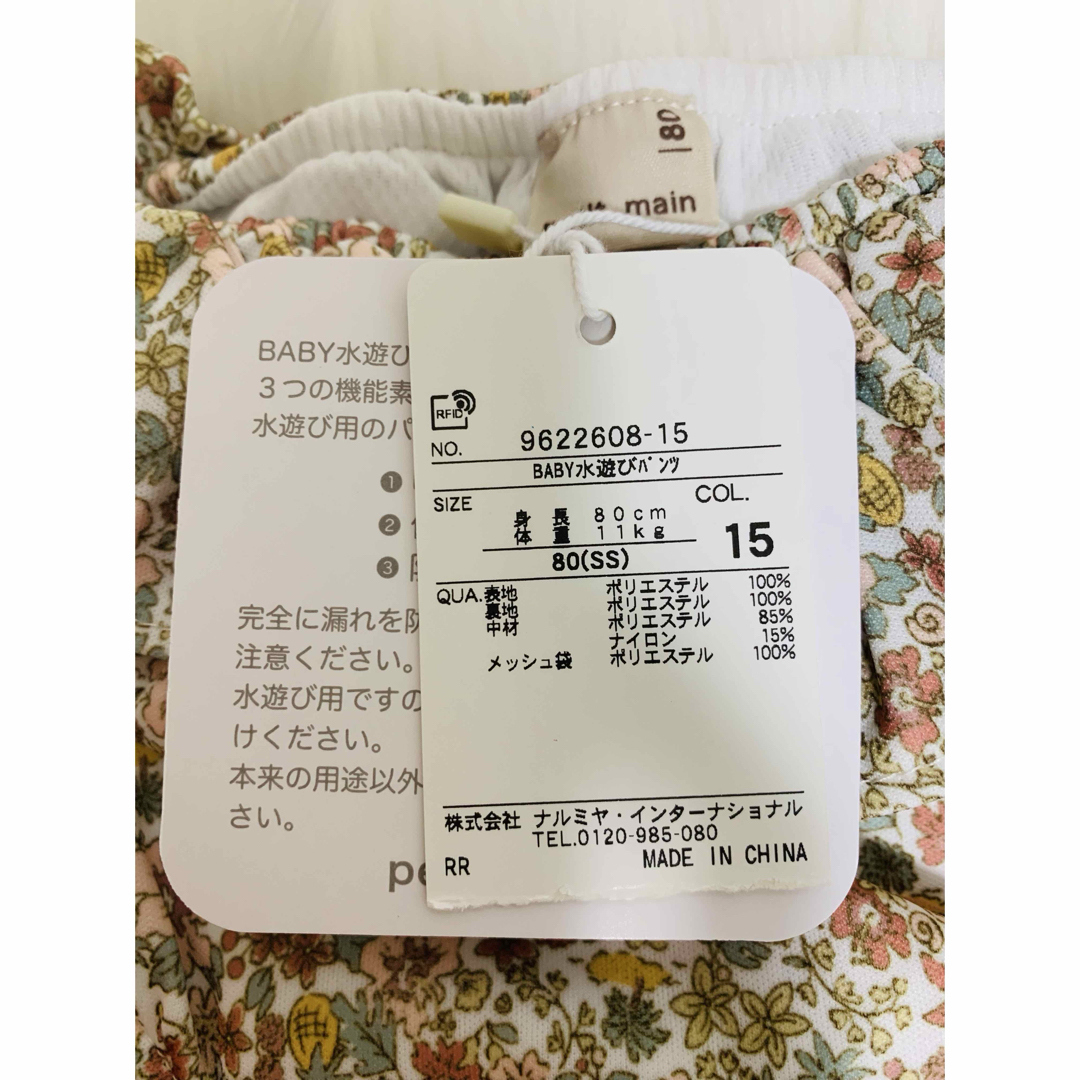 80
main
BABY水遊び
3つの機能素
水遊び用のパ
❶
❷
❸
完全に漏れを防
注意ください。
水遊び用ですの
けください。
本来の用途以外
さい。
pe
RFID
NO. 9622608-15
BABY水遊びﾊﾟﾝﾂ
SIZE
COL.
身 長 80cm
体 重 11kg
15
80(SS)
QUA.表地 ポリエステル 100%
裏地 ポリエステル 100%
中材 ポリエステル 85%
ナイロン 15%
メッシュ袋 ポリエステル 100%
株式会社 ナルミヤ・インターナショナル
TEL.0120-985-080
RR MADE IN CHINA